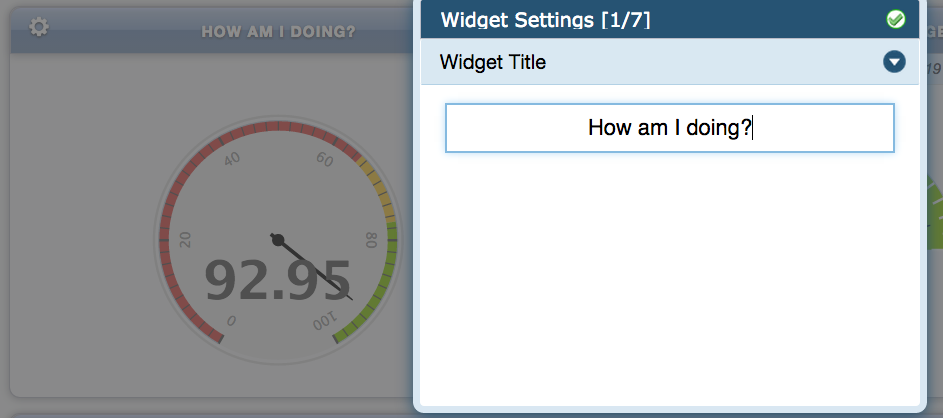 HOW AM I DOING?
40
60
20
80
92.95
0
100
Widget Settings [1/7]
Widget Title
How am I doing?
19